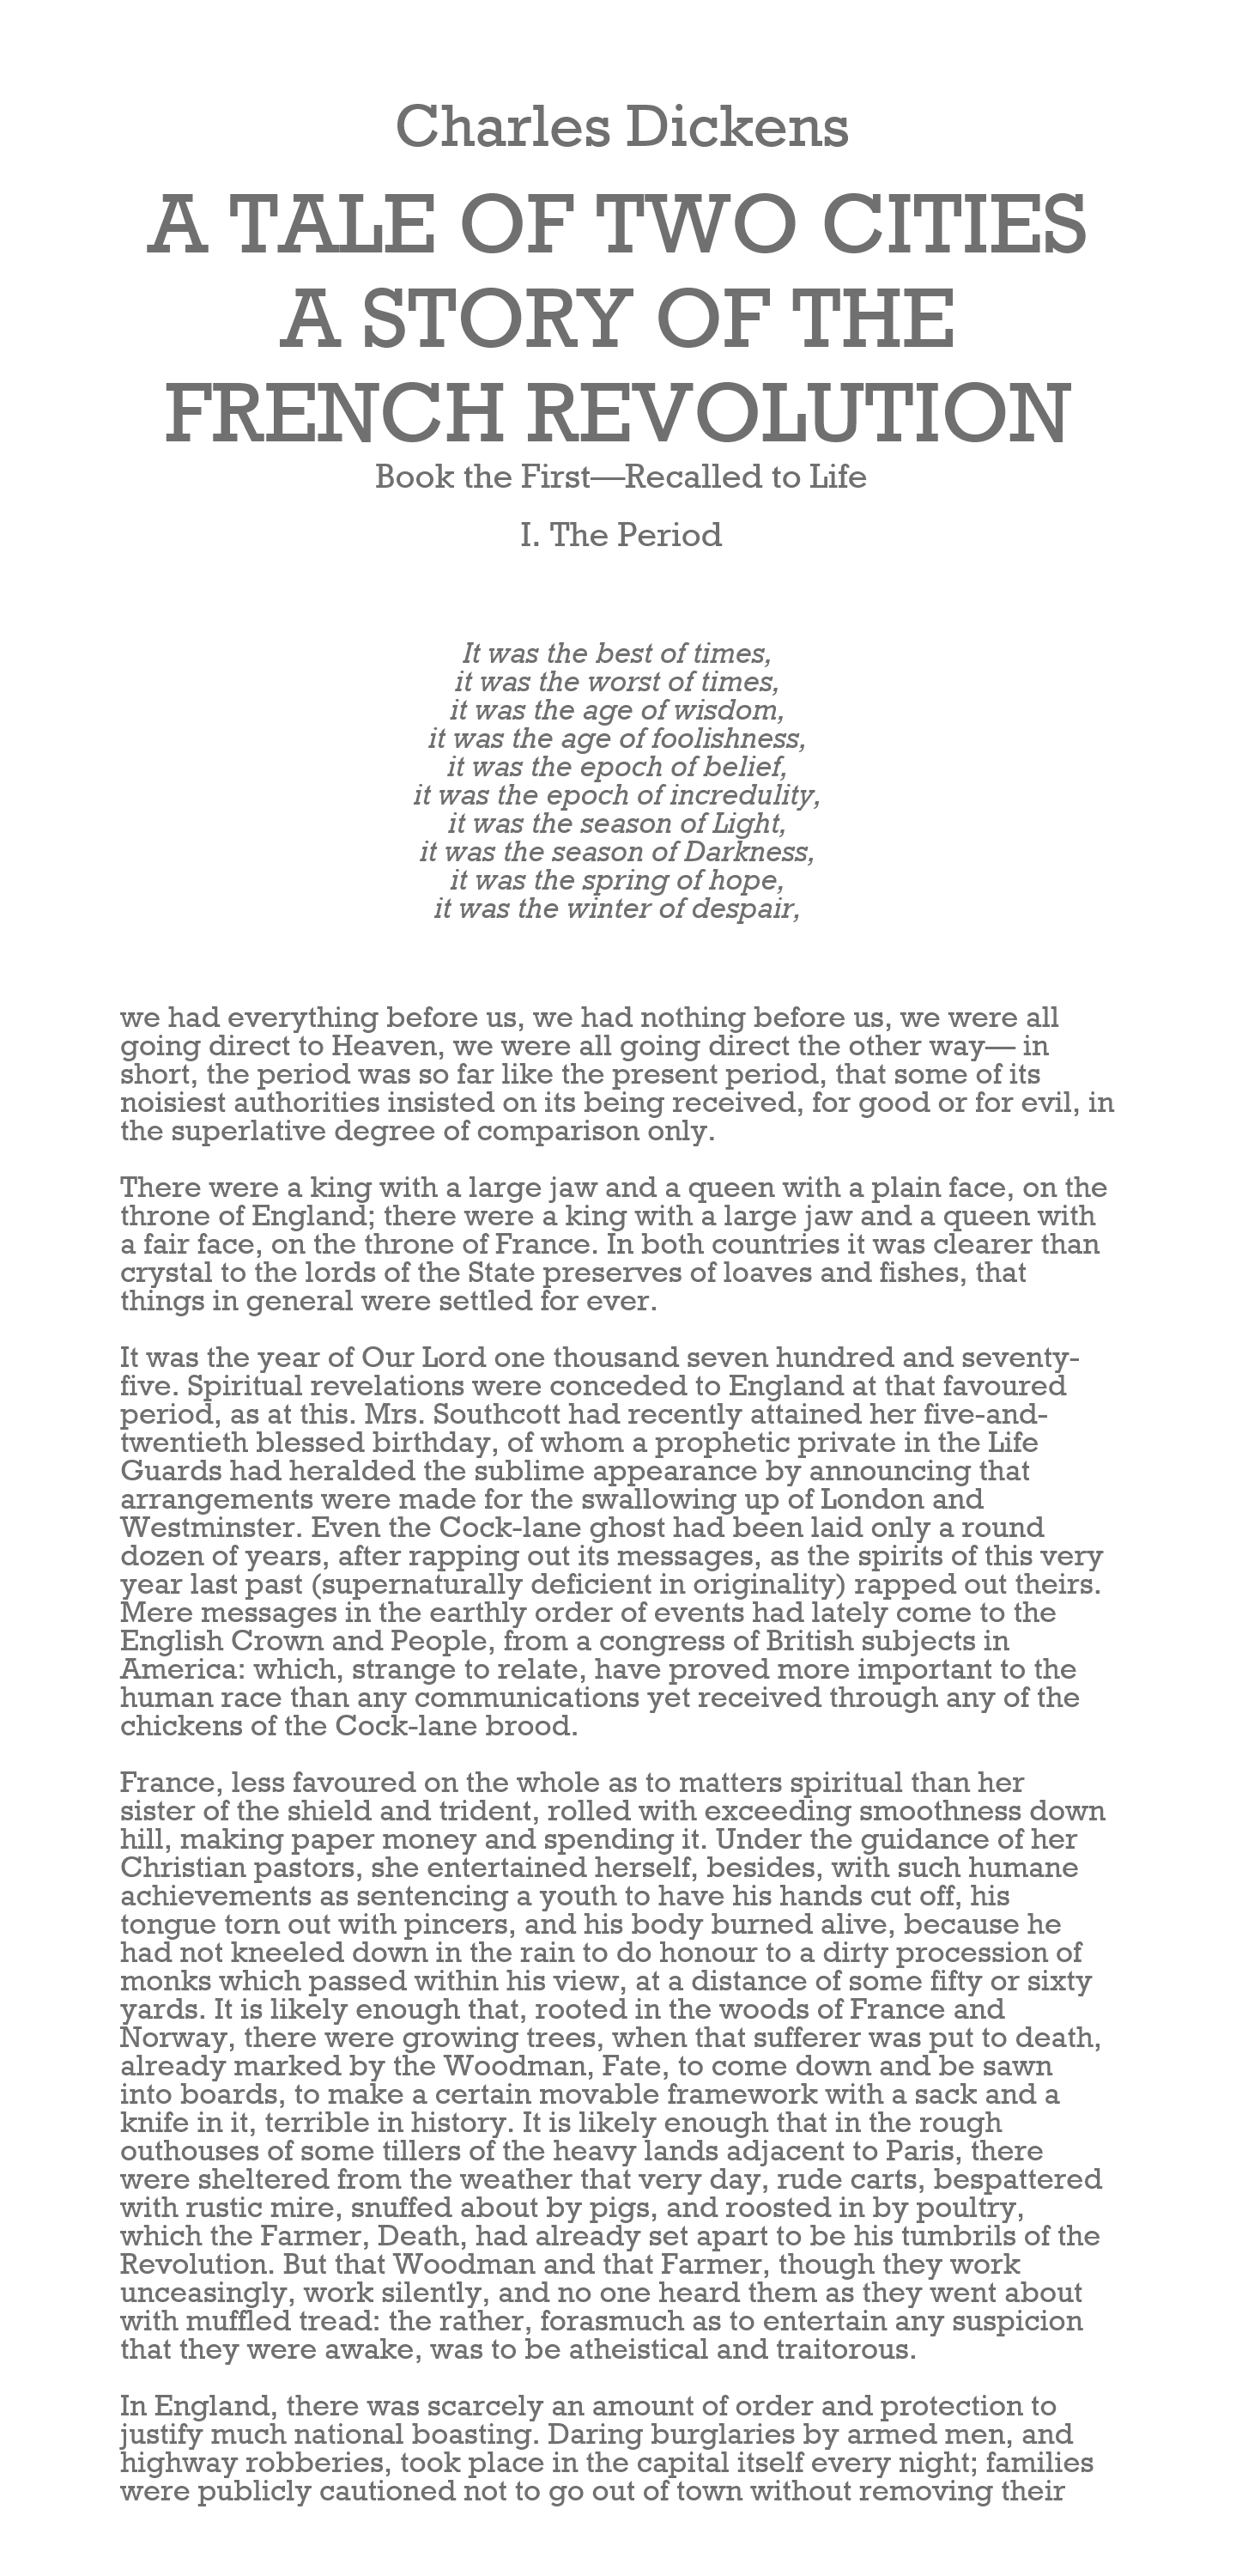 Charles Dickens
A TALE OF TWO CITIES
A STORY OF THE
FRENCH REVOLUTION
Book the First—Recalled to Life
I. The Period
It was the best of times,
it was the worst of times,
it was the age of wisdom,
it was the age of foolishness,
it was the epoch of belief,
it was the epoch of incredulity,
it was the season of Light,
it was the season of Darkness,
it was the spring of hope,
it was the winter of despair,
we had everything before us, we had nothing before us, we were all
going direct to Heaven, we were all going direct the other way— in
short, the period was so far like the present period, that some of its
noisiest authorities insisted on its being received, for good or for evil, in
the superlative degree of comparison only.
There were a king with a large jaw and a queen with a plain face, on the
throne of England; there were a king with a large jaw and a queen with
a fair face, on the throne of France. In both countries it was clearer than
crystal to the lords of the State preserves of loaves and fishes, that
things in general were settled for ever.
It was the year of Our Lord one thousand seven hundred and seventy-
five. Spiritual revelations were conceded to England at that favoured
period, as at this. Mrs. Southcott had recently attained her five-and-
twentieth blessed birthday, of whom a prophetic private in the Life
Guards had heralded the sublime appearance by announcing that
arrangements were made for the swallowing up of London and
Westminster. Even the Cock-lane ghost had been laid only a round
dozen of years, after rapping out its messages, as the spirits of this very
year last past (supernaturally deficient in originality) rapped out theirs.
Mere messages in the earthly order of events had lately come to the
English Crown and People, from a congress of British subjects in
America: which, strange to relate, have proved more important to the
human race than any communications yet received through any of the
chickens of the Cock-lane brood.
France, less favoured on the whole as to matters spiritual than her
sister of the shield and trident, rolled with exceeding smoothness down
hill, making paper money and spending it. Under the guidance of her
Christian pastors, she entertained herself, besides, with such humane
achievements as sentencing a youth to have his hands cut off, his
tongue torn out with pincers, and his body burned alive, because he
had not kneeled down in the rain to do honour to a dirty procession of
monks which passed within his view, at a distance of some fifty or sixty
yards. It is likely enough that, rooted in the woods of France and
Norway, there were growing trees, when that sufferer was put to death,
already marked by the Woodman, Fate, to come down and be sawn
into boards, to make a certain movable framework with a sack and a
knife in it, terrible in history. It is likely enough that in the rough
outhouses of some tillers of the heavy lands adjacent to Paris, there
were sheltered from the weather that very day, rude carts, bespattered
with rustic mire, snuffed about by pigs, and roosted in by poultry,
which the Farmer, Death, had already set apart to be his tumbrils of the
Revolution. But that Woodman and that Farmer, though they work
unceasingly, work silently, and no one heard them as they went about
with muffled tread: the rather, forasmuch as to entertain any suspicion
that they were awake, was to be atheistical and traitorous.
In England, there was scarcely an amount of order and protection to
justify much national boasting. Daring burglaries by armed men, and
highway robberies, took place in the capital itself every night; families
were publicly cautioned not to go out of town without removing their